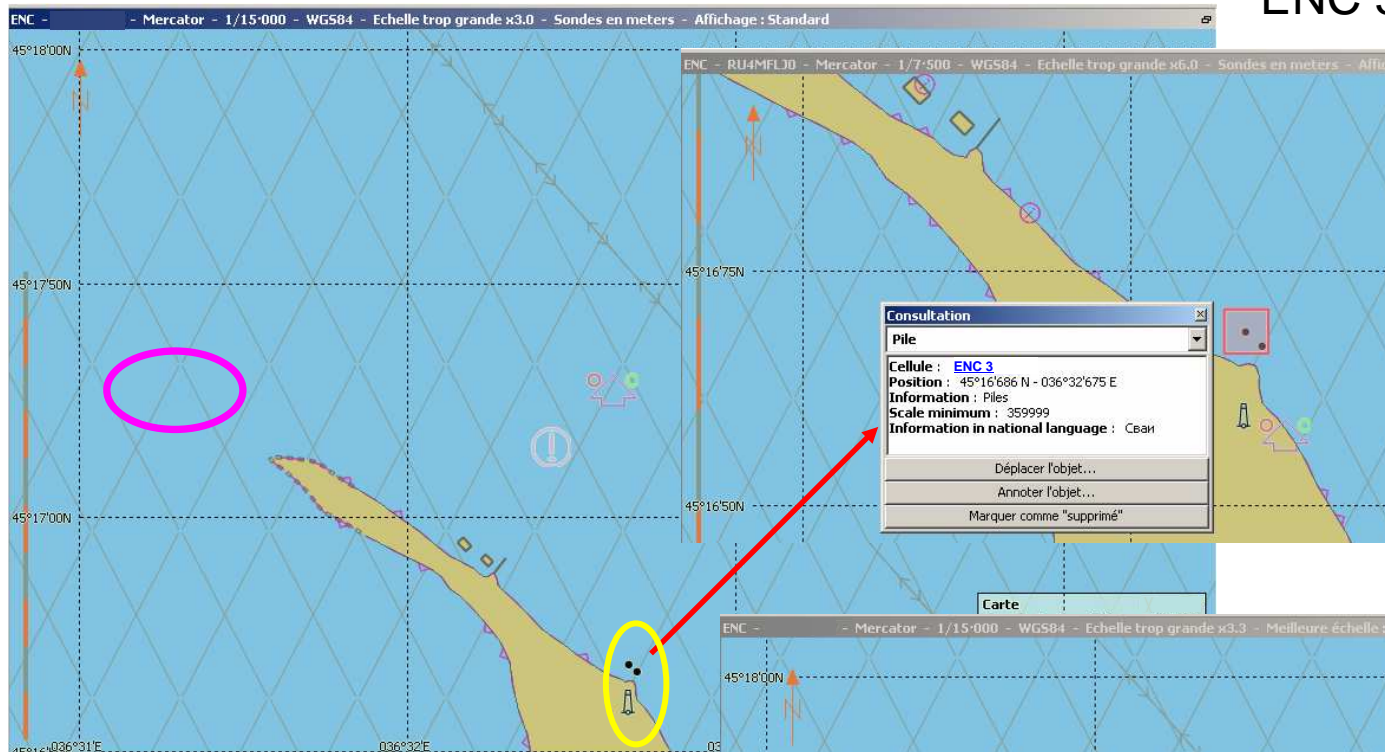 ENC 3
ENC - - Mercator - 1/15·000 - WGS84 - Echelle trop grande x3.0 - Sondes en meters - Affichage : Standard
45°18'00N
N
45°17'50N
45°17'00N
036°31'E
036°32'E
ENC - RU4MFLJ0 - Mercator - 1/7·500 - WGS84 - Echelle trop grande x6.0 - Sondes en meters -
N
45°16'75N
45°16'50N
Consultation
Pile
Cellule : ENC 3
Position : 45°16'686 N - 036°32'675 E
Information : Piles
Scale minimum : 359999
Information in national language : Сваи
Déplacer l'objet...
Annoter l'objet...
Marquer comme "supprimé"
Carte
ENC - - Mercator - 1/15·000 - WGS84 - Echelle trop grande x3.3 - Meilleure échelle :
45°18'00N
N